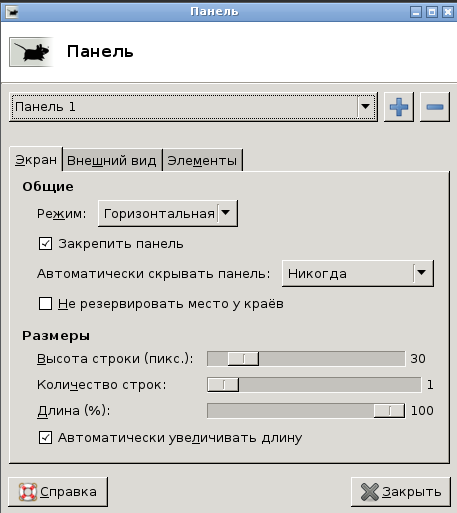 Панель
Панель
Панель 1
Экран Внешний вид Элементы
Общие
Режим: Горизонтальная
Закрепить панель
Автоматически скрывать панель: Никогда
Не резервировать место у краёв
Размеры
Высота строки (пикс.): 30
Количество строк: 1
Длина (%): 100
Автоматически увеличивать длину
Справка Закрыть